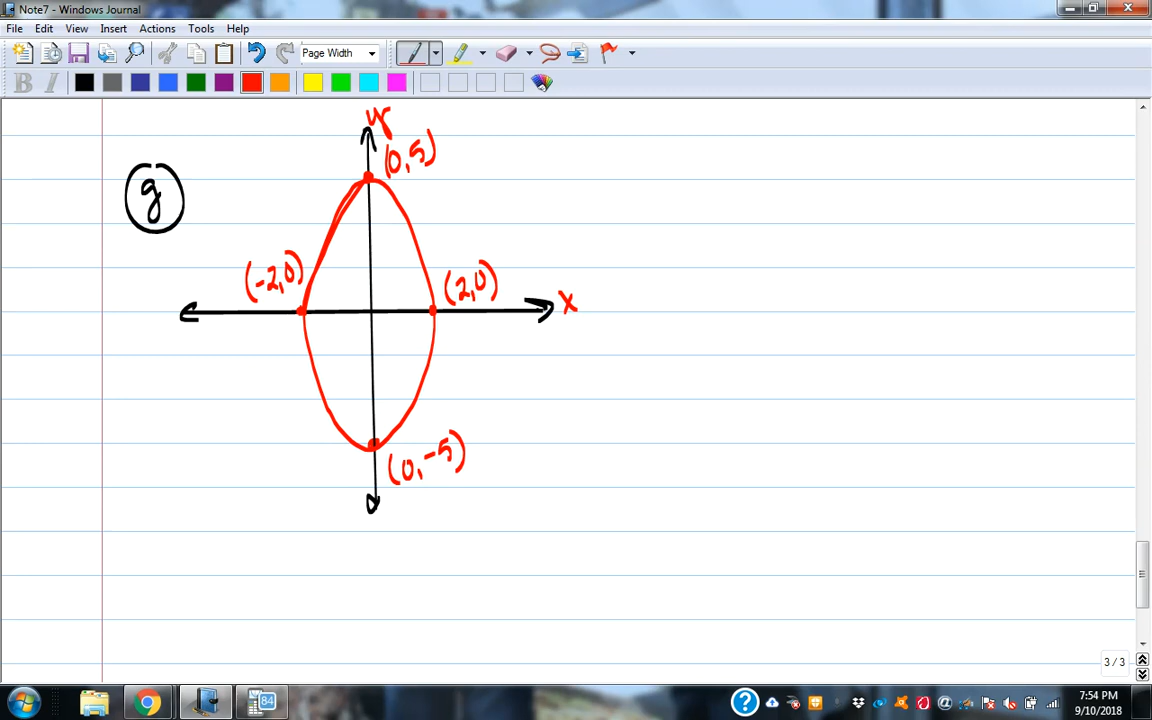 Note7 - Windows Journal
File Edit View Insert Actions Tools Help
Page Width
B I
y
(0,5)
g
(-2,0)
(2,0)
x
(0,-5)
3 / 3
84
7:54 PM
9/10/2018